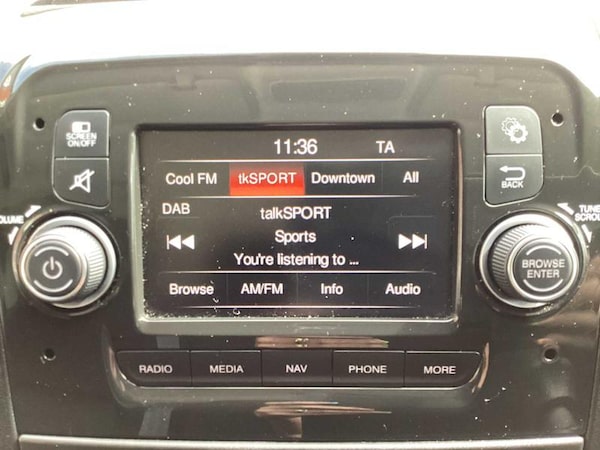 SCREEN
ON/OFF
11:36 TA
Cool FM tkSPORT Downtown All
DAB
talkSPORT
Sports
You're listening to ...
Browse AM/FM Info Audio
BACK
TUNE
SCROLL
BROWSE
ENTER
RADIO MEDIA NAV PHONE MORE